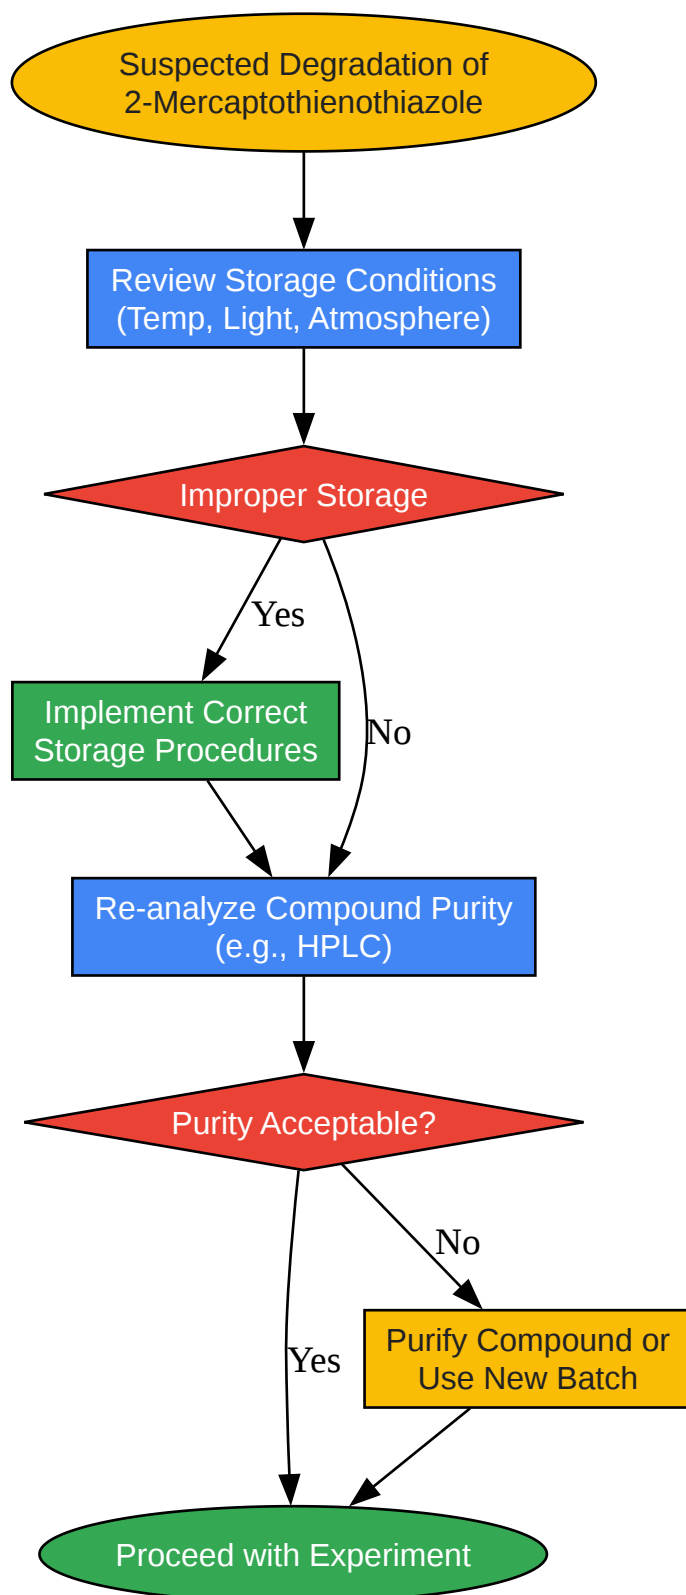 Suspected Degradation of
2-Mercaptothienothiazole
Review Storage Conditions
(Temp, Light, Atmosphere)
Improper Storage
Yes
Implement Correct
Storage Procedures
No
Re-analyze Compound Purity
(e.g., HPLC)
Purity Acceptable?
No
Purify Compound or
Use New Batch
Yes
Proceed with Experiment